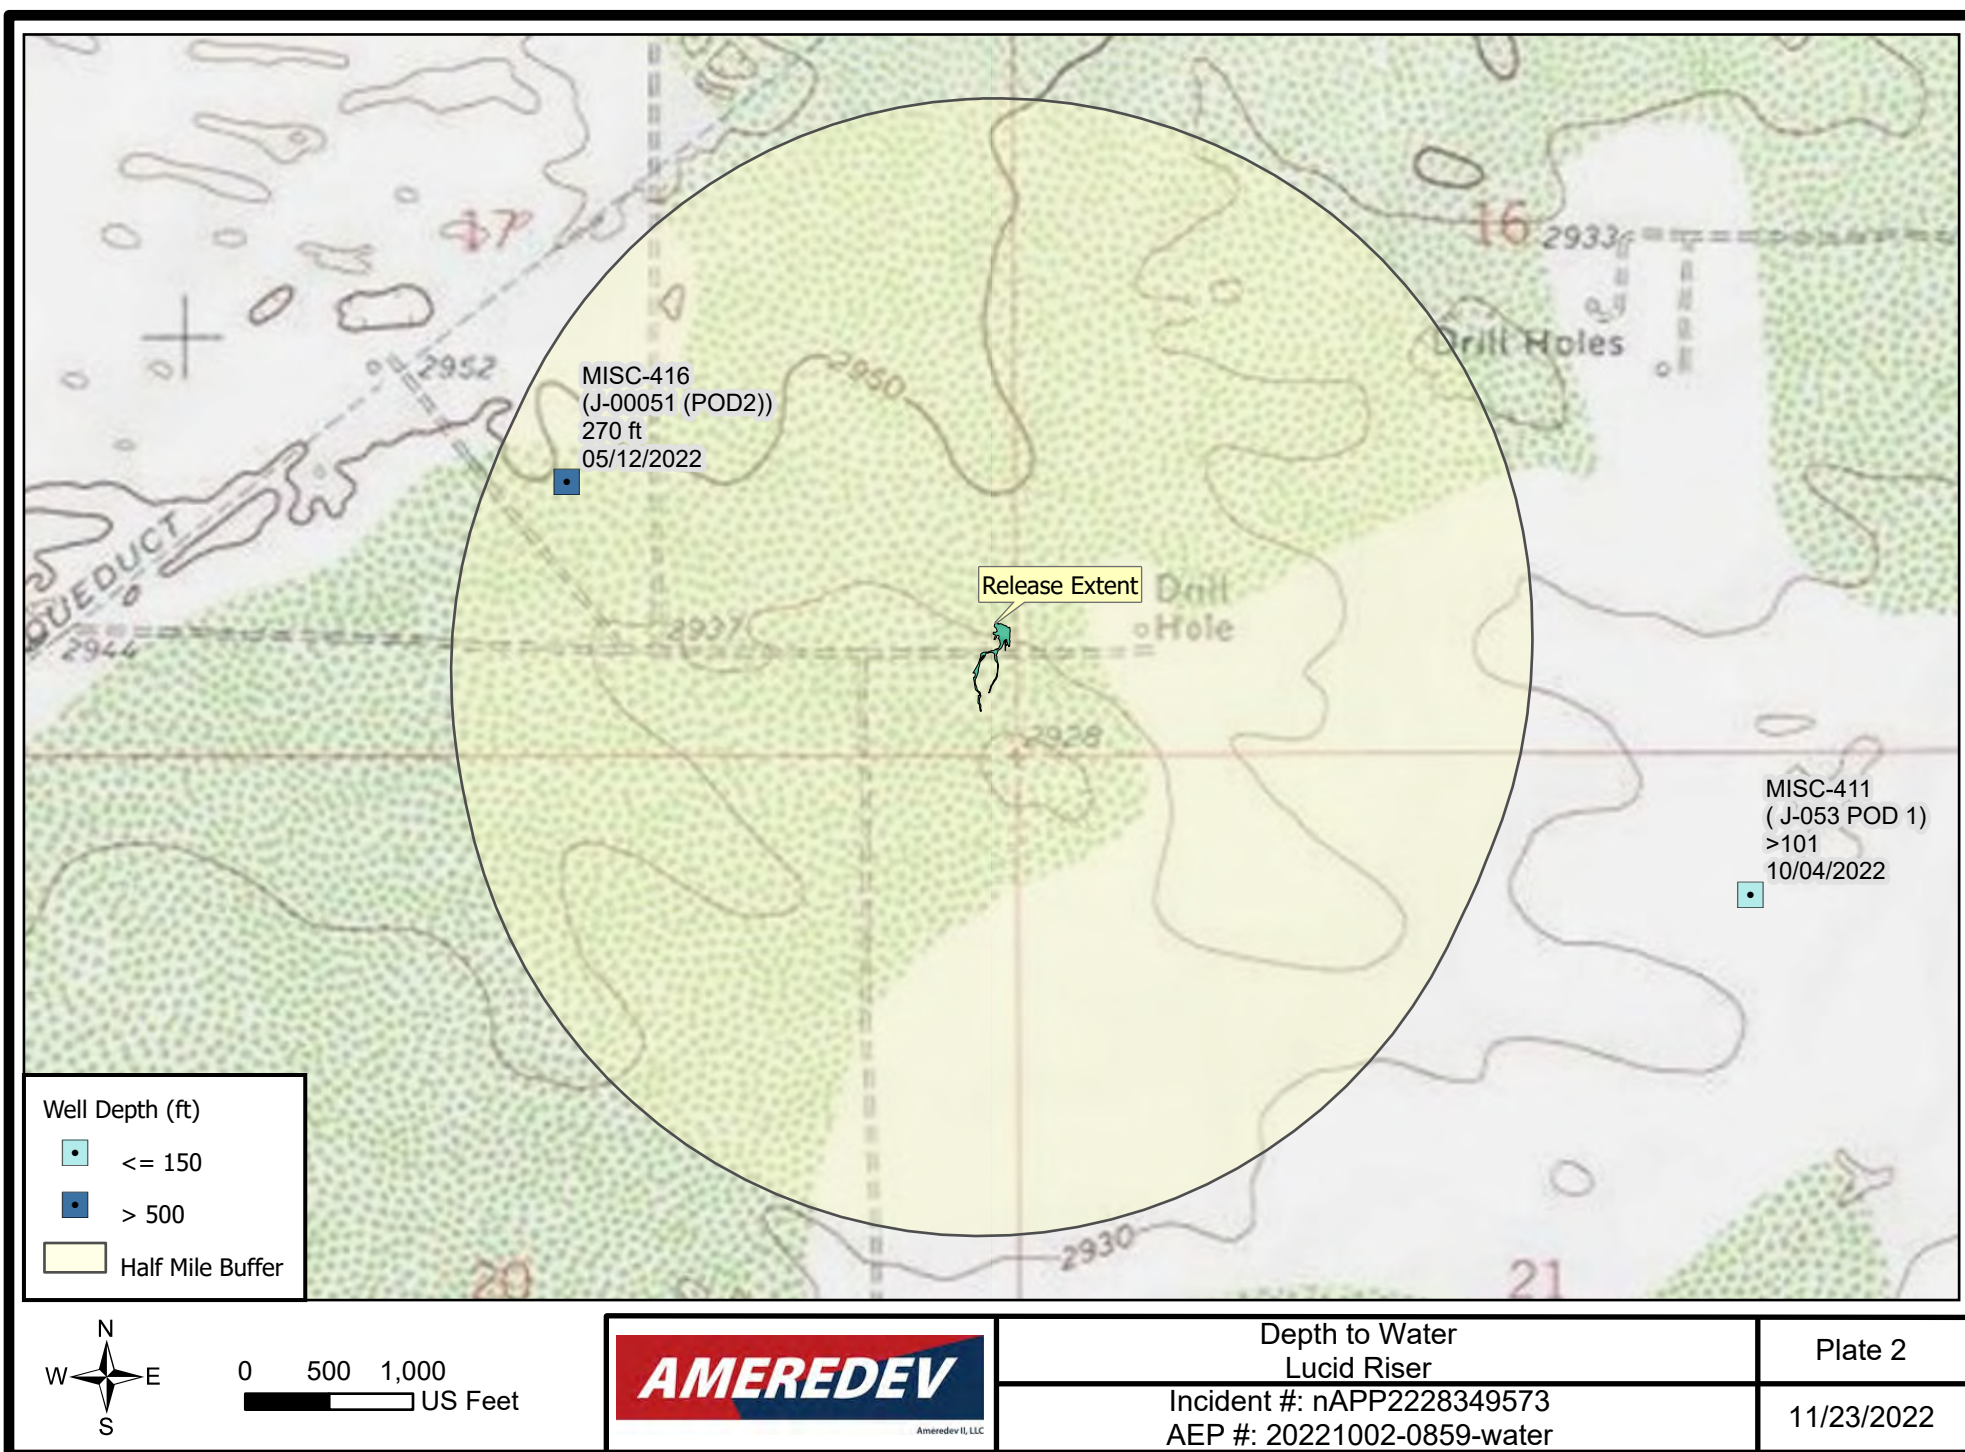 17
16
2933
Drill Holes
2952
2950
MISC-416
(J-00051 (POD2))
270 ft
05/12/2022
QUEDUCT
2944
2937
Release Extent
Drill
Hole
2928
MISC-411
( J-053 POD 1)
>101
10/04/2022
2930
20
21
Well Depth (ft)
<= 150
> 500
Half Mile Buffer
N
W E
S
0 500 1,000
US Feet
AMEREDEV
Ameredev II, LLC
Depth to Water
Lucid Riser
Incident #: nAPP2228349573
AEP #: 20221002-0859-water
Plate 2
11/23/2022